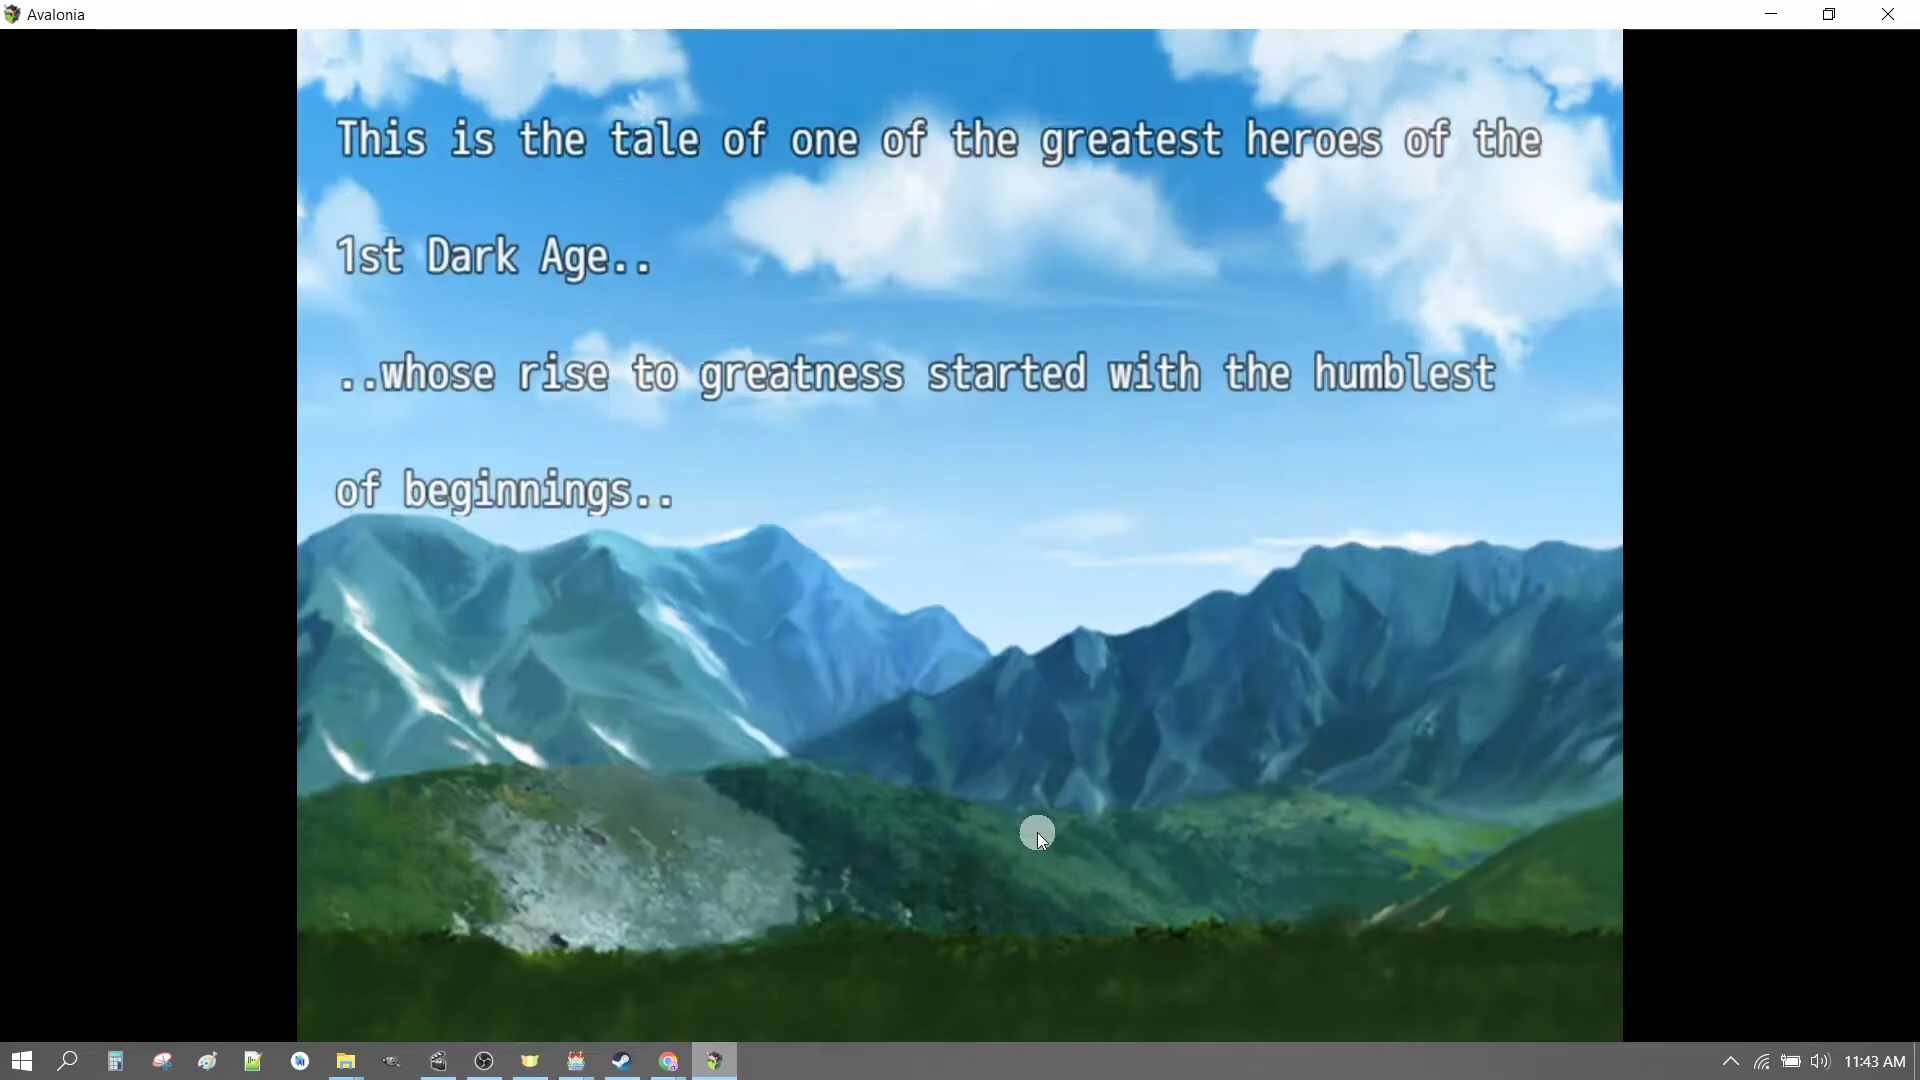 Avalonia
This is the tale of one of the greatest heroes of the
1st Dark Age..
..whose rise to greatness started with the humblest
of beginnings..
11:43 AM